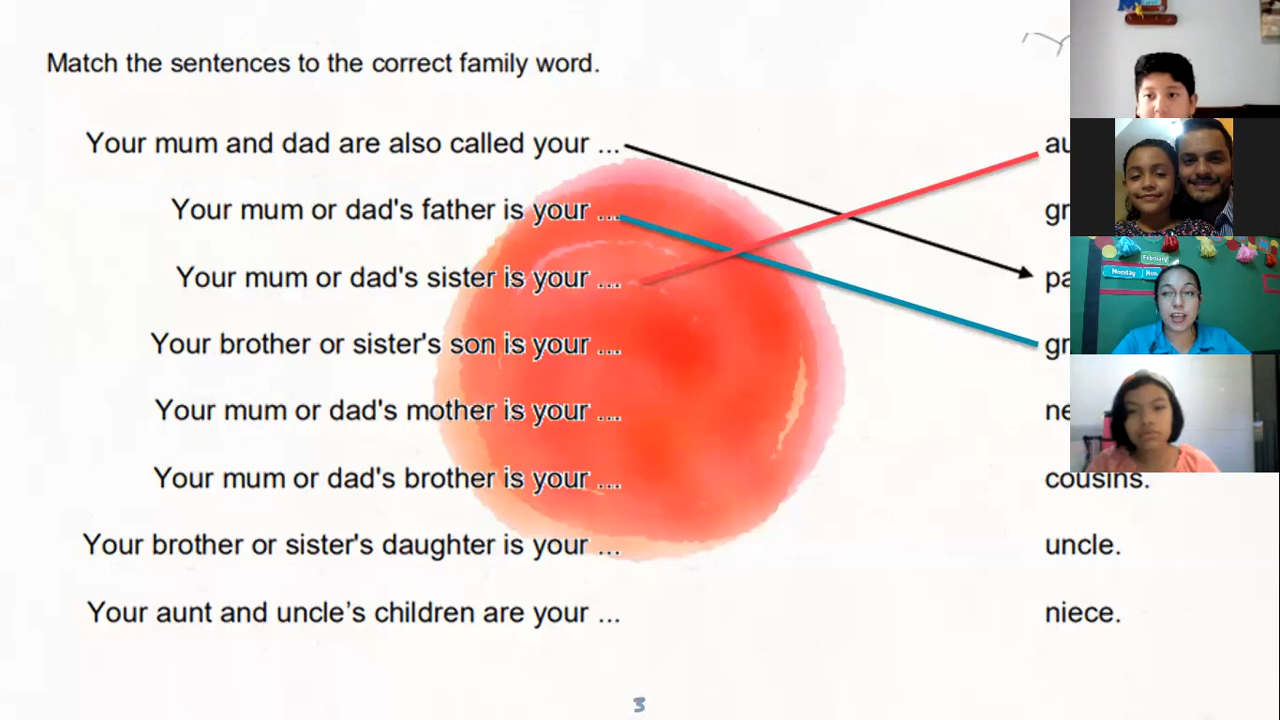 Match the sentences to the correct family word.
Your mum and dad are also called your ...
Your mum or dad's father is your ...
Your mum or dad's sister is your ...
Your brother or sister's son is your ...
Your mum or dad's mother is your ...
Your mum or dad's brother is your ... cousins.
Your brother or sister's daughter is your ... uncle.
Your aunt and uncle’s children are your ... niece.
February
Monday
3